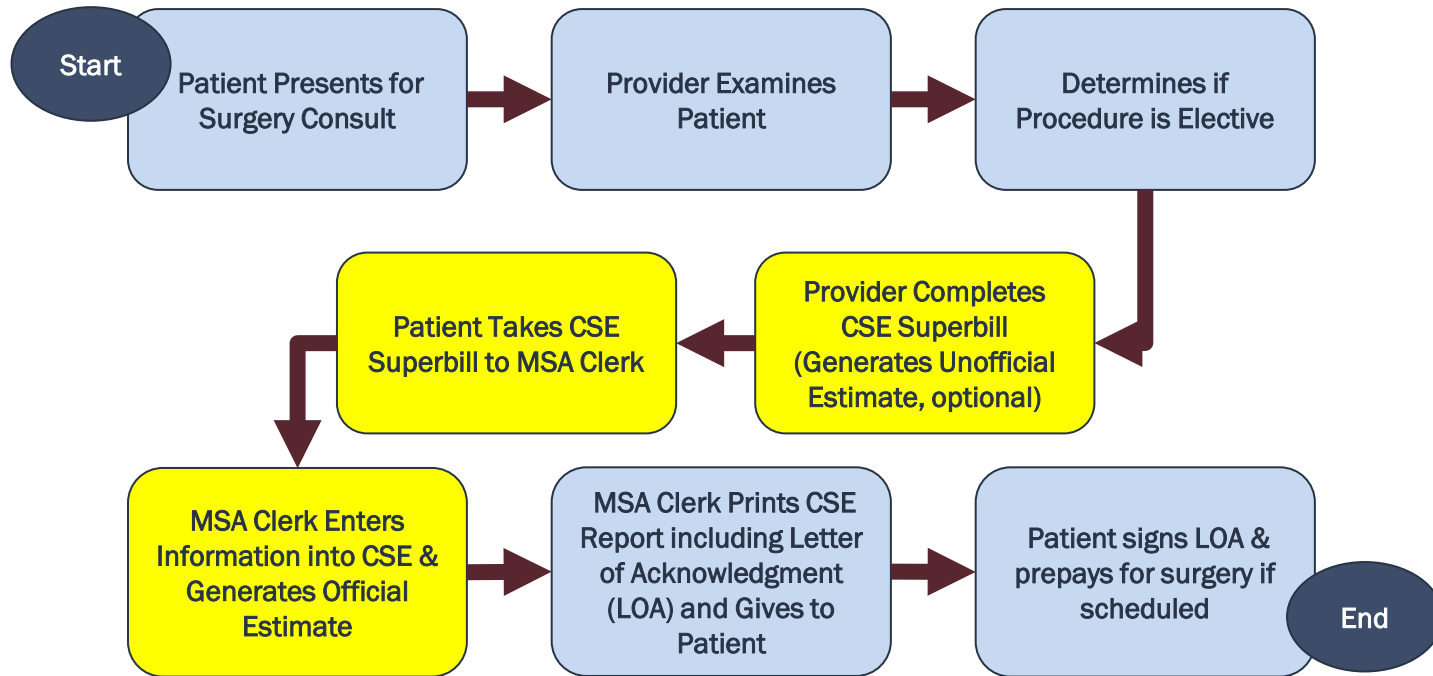 Start
Patient Presents for
Surgery Consult
Provider Examines
Patient
Determines if
Procedure is Elective
Provider Completes
CSE Superbill
(Generates Unofficial
Estimate, optional)
Patient Takes CSE
Superbill to MSA Clerk
MSA Clerk Enters
Information into CSE &
Generates Official
Estimate
MSA Clerk Prints CSE
Report including Letter
of Acknowledgment
(LOA) and Gives to
Patient
Patient signs LOA &
prepays for surgery if
scheduled
End